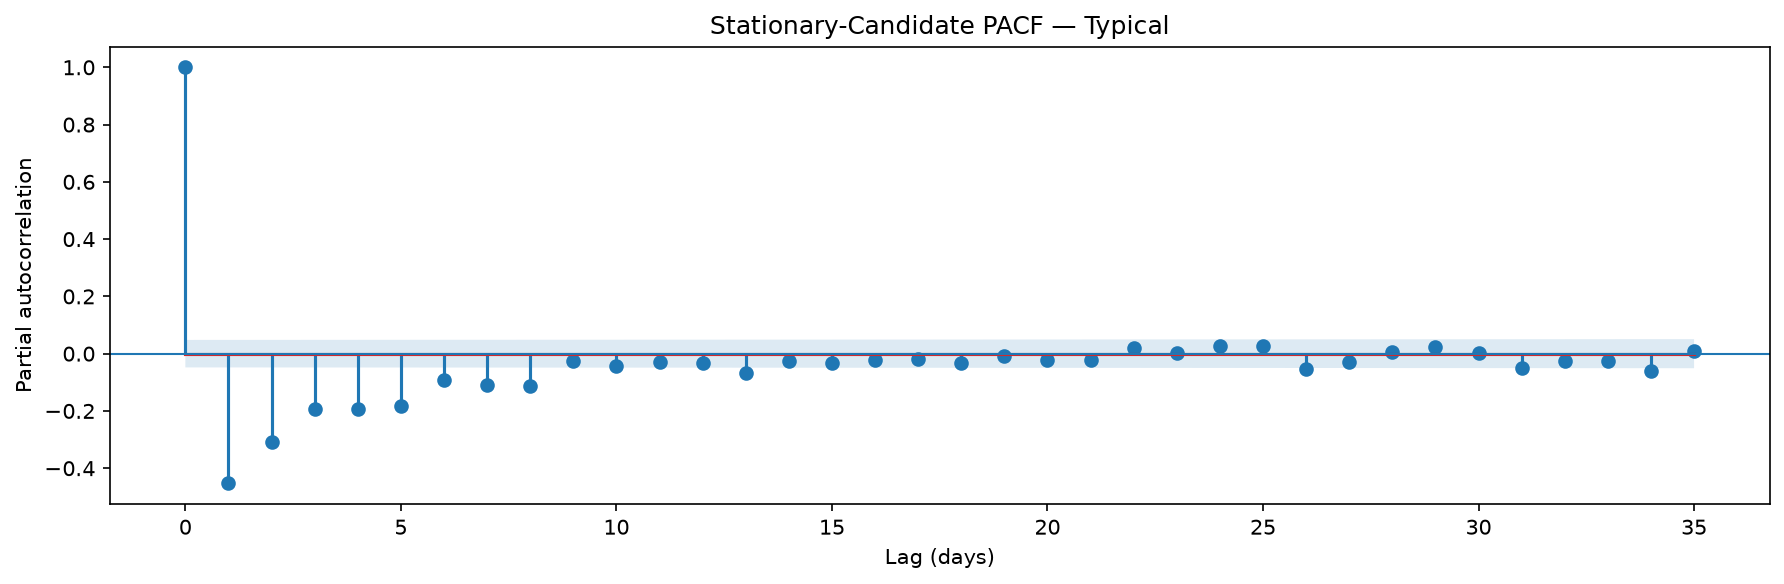 Stationary-Candidate PACF — Typical
Partial autocorrelation
1.0
0.8
0.6
0.4
0.2
0.0
−0.2
−0.4
0 5 10 15 20 25 30 35
Lag (days)